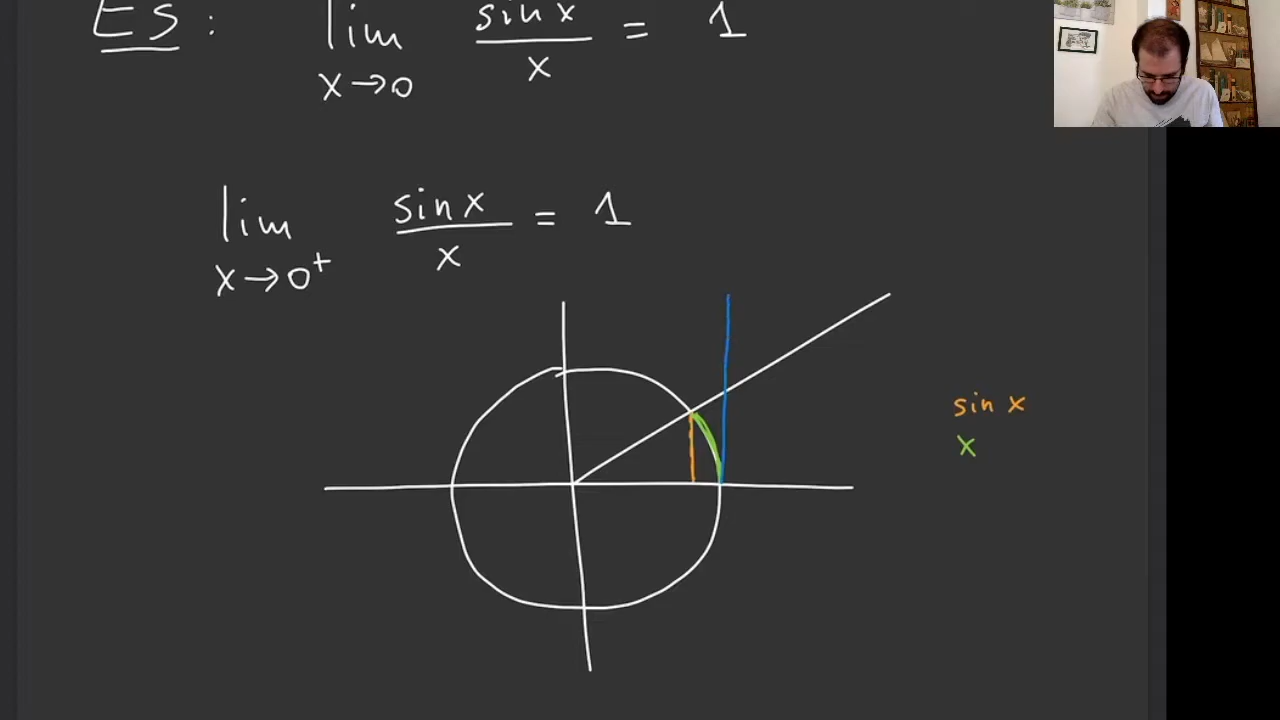 ES: lim x→0 sin x / x = 1
lim x→0+ sin x / x = 1
sin x
x